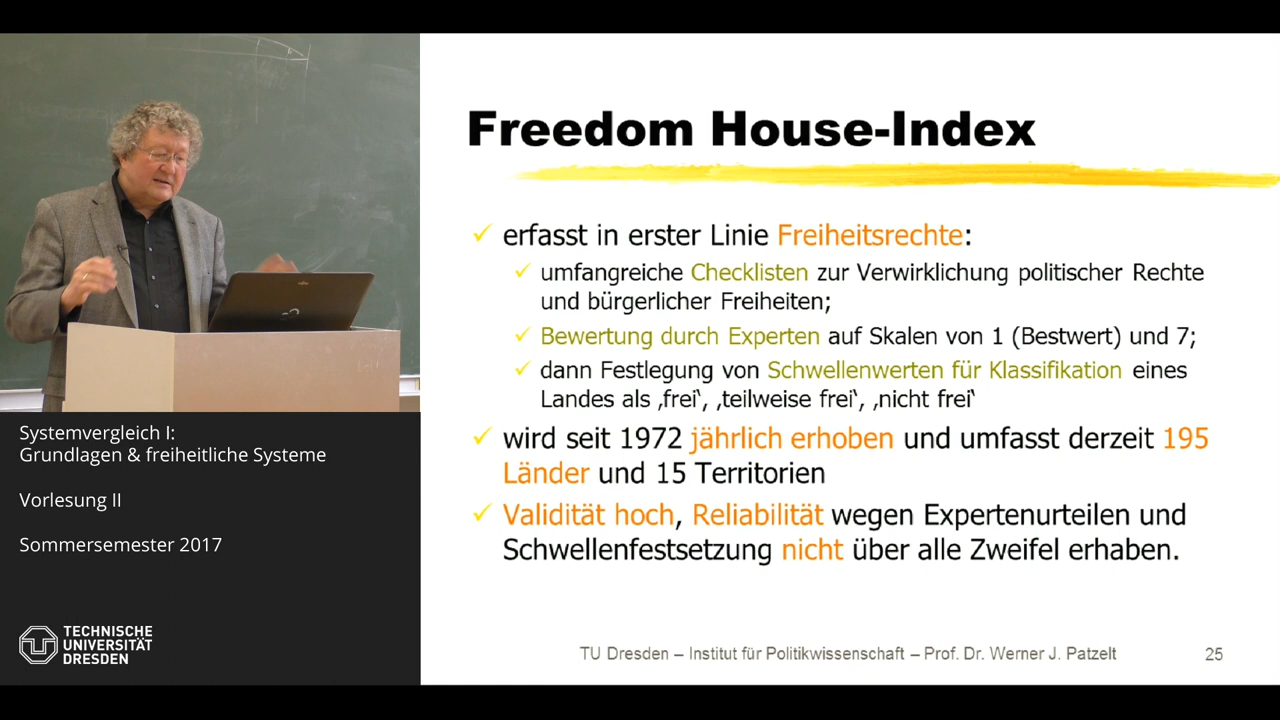 Freedom House-Index
erfasst in erster Linie Freiheitsrechte:
umfangreiche Checklisten zur Verwirklichung politischer Rechte
und bürgerlicher Freiheiten;
Bewertung durch Experten auf Skalen von 1 (Bestwert) und 7;
dann Festlegung von Schwellenwerten für Klassifikation eines
Landes als ‚frei‘, ‚teilweise frei‘, ‚nicht frei‘
wird seit 1972 jährlich erhoben und umfasst derzeit 195
Länder und 15 Territorien
Validität hoch, Reliabilität wegen Expertenurteilen und
Schwellenfestsetzung nicht über alle Zweifel erhaben.
TU Dresden – Institut für Politikwissenschaft – Prof. Dr. Werner J. Patzelt
25
Systemvergleich I:
Grundlagen & freiheitliche Systeme
Vorlesung II
Sommersemester 2017
TECHNISCHE
UNIVERSITÄT
DRESDEN